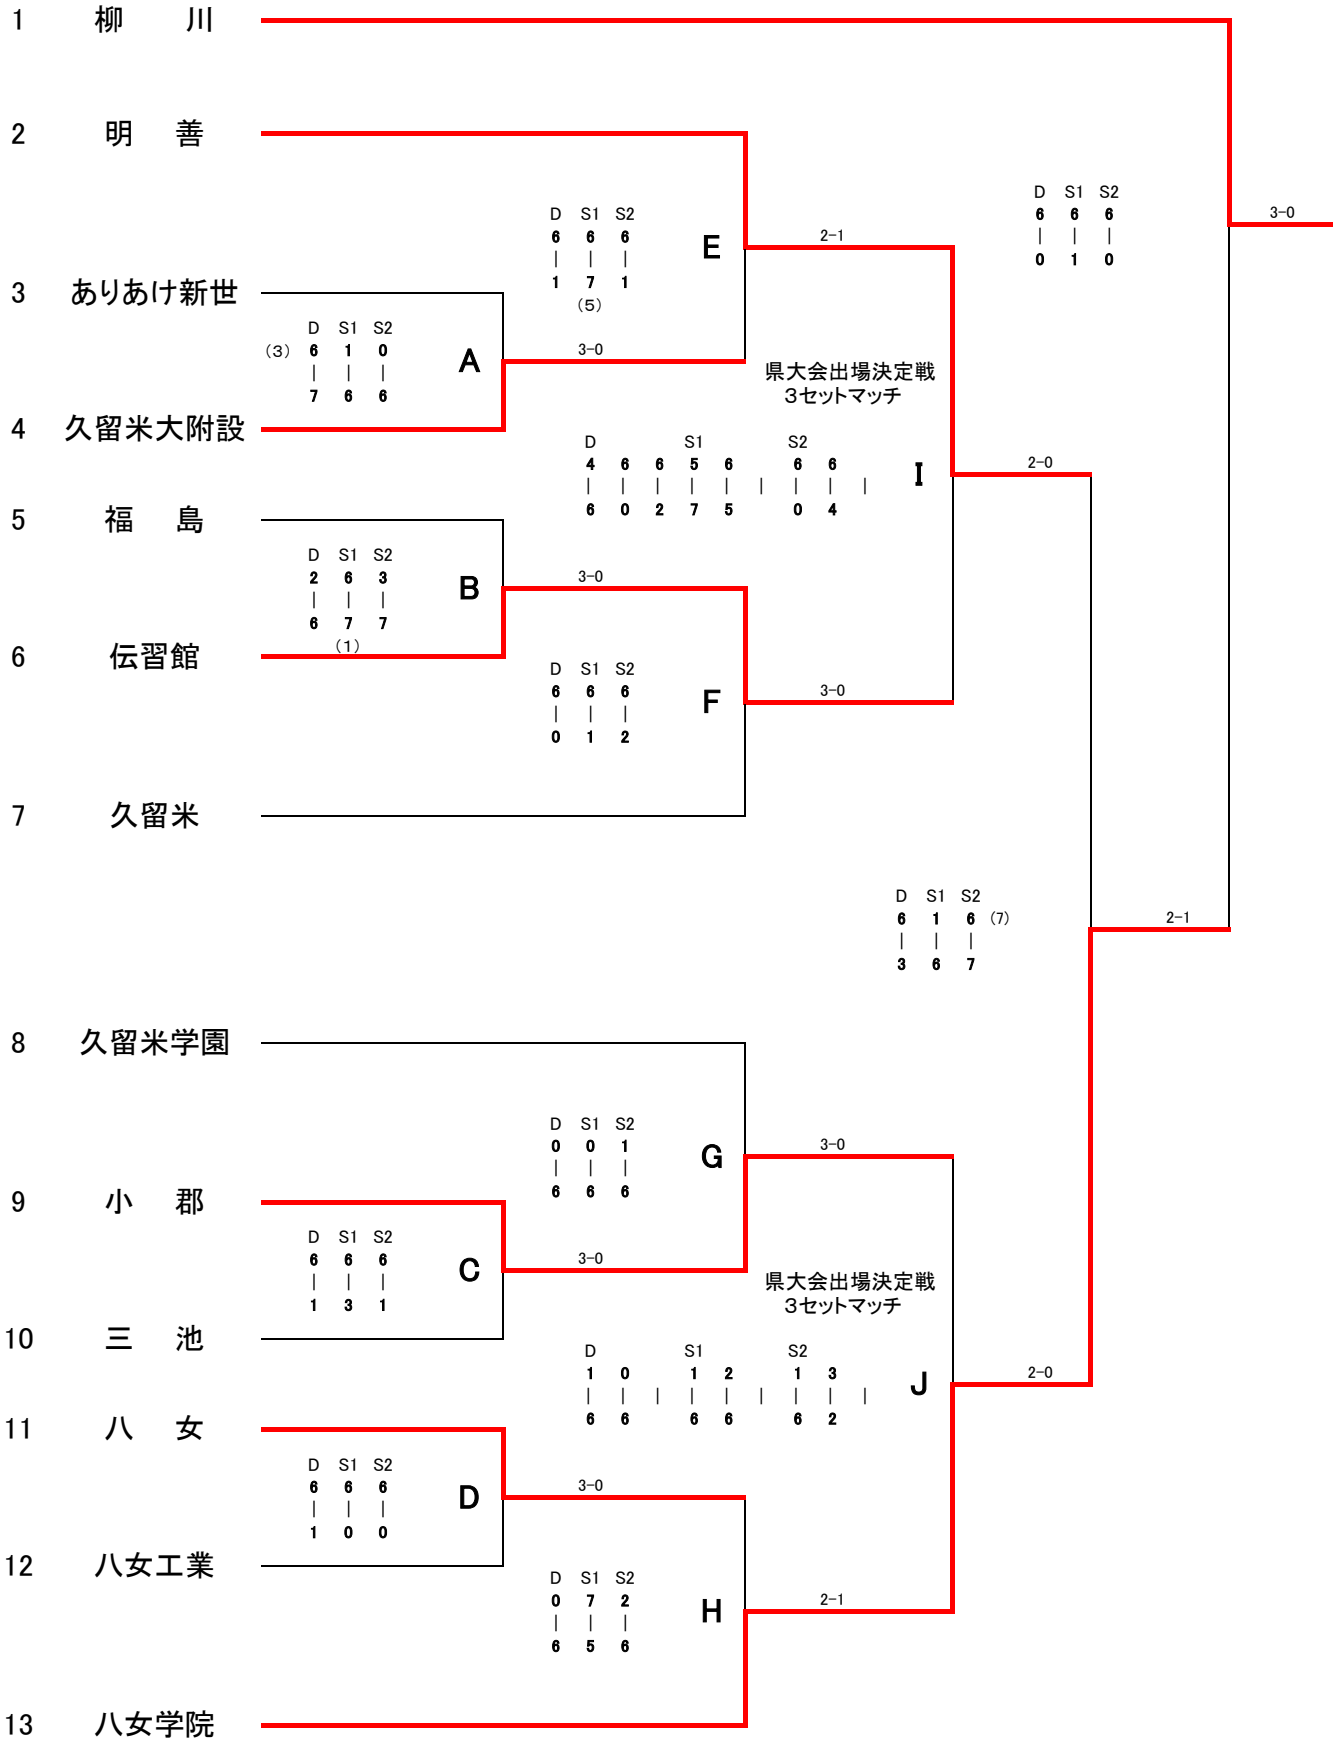 1 柳 川
2 明 善
D S1 S2
6 6 6
| | |
0 1 0
3-0
D S1 S2
6 6 6
| | |
1 7 1
(5)
E
2-1
3 ありあけ新世
D S1 S2
(3) 6 1 0
| | |
7 6 6
A
3-0
県大会出場決定戦
3セットマッチ
4 久留米大附設
D S1 S2
4 6 6 5 6 6 6
| | | | | | | | |
6 0 2 7 5 0 4
I
2-0
5 福 島
D S1 S2
2 6 3
| | |
6 7 7
(1)
B
3-0
6 伝習館
D S1 S2
6 6 6
| | |
0 1 2
F
3-0
7 久留米
D S1 S2
6 1 6 (7)
| | |
3 6 7
2-1
8 久留米学園
D S1 S2
0 0 1
| | |
6 6 6
G
3-0
9 小 郡
D S1 S2
6 6 6
| | |
1 3 1
C
3-0
県大会出場決定戦
3セットマッチ
10 三 池
D S1 S2
1 0 1 2 1 3
| | | | | | | | |
6 6 6 6 6 2
J
2-0
11 八 女
D S1 S2
6 6 6
| | |
1 0 0
D
3-0
12 八女工業
D S1 S2
0 7 2
| | |
6 5 6
H
2-1
13 八女学院